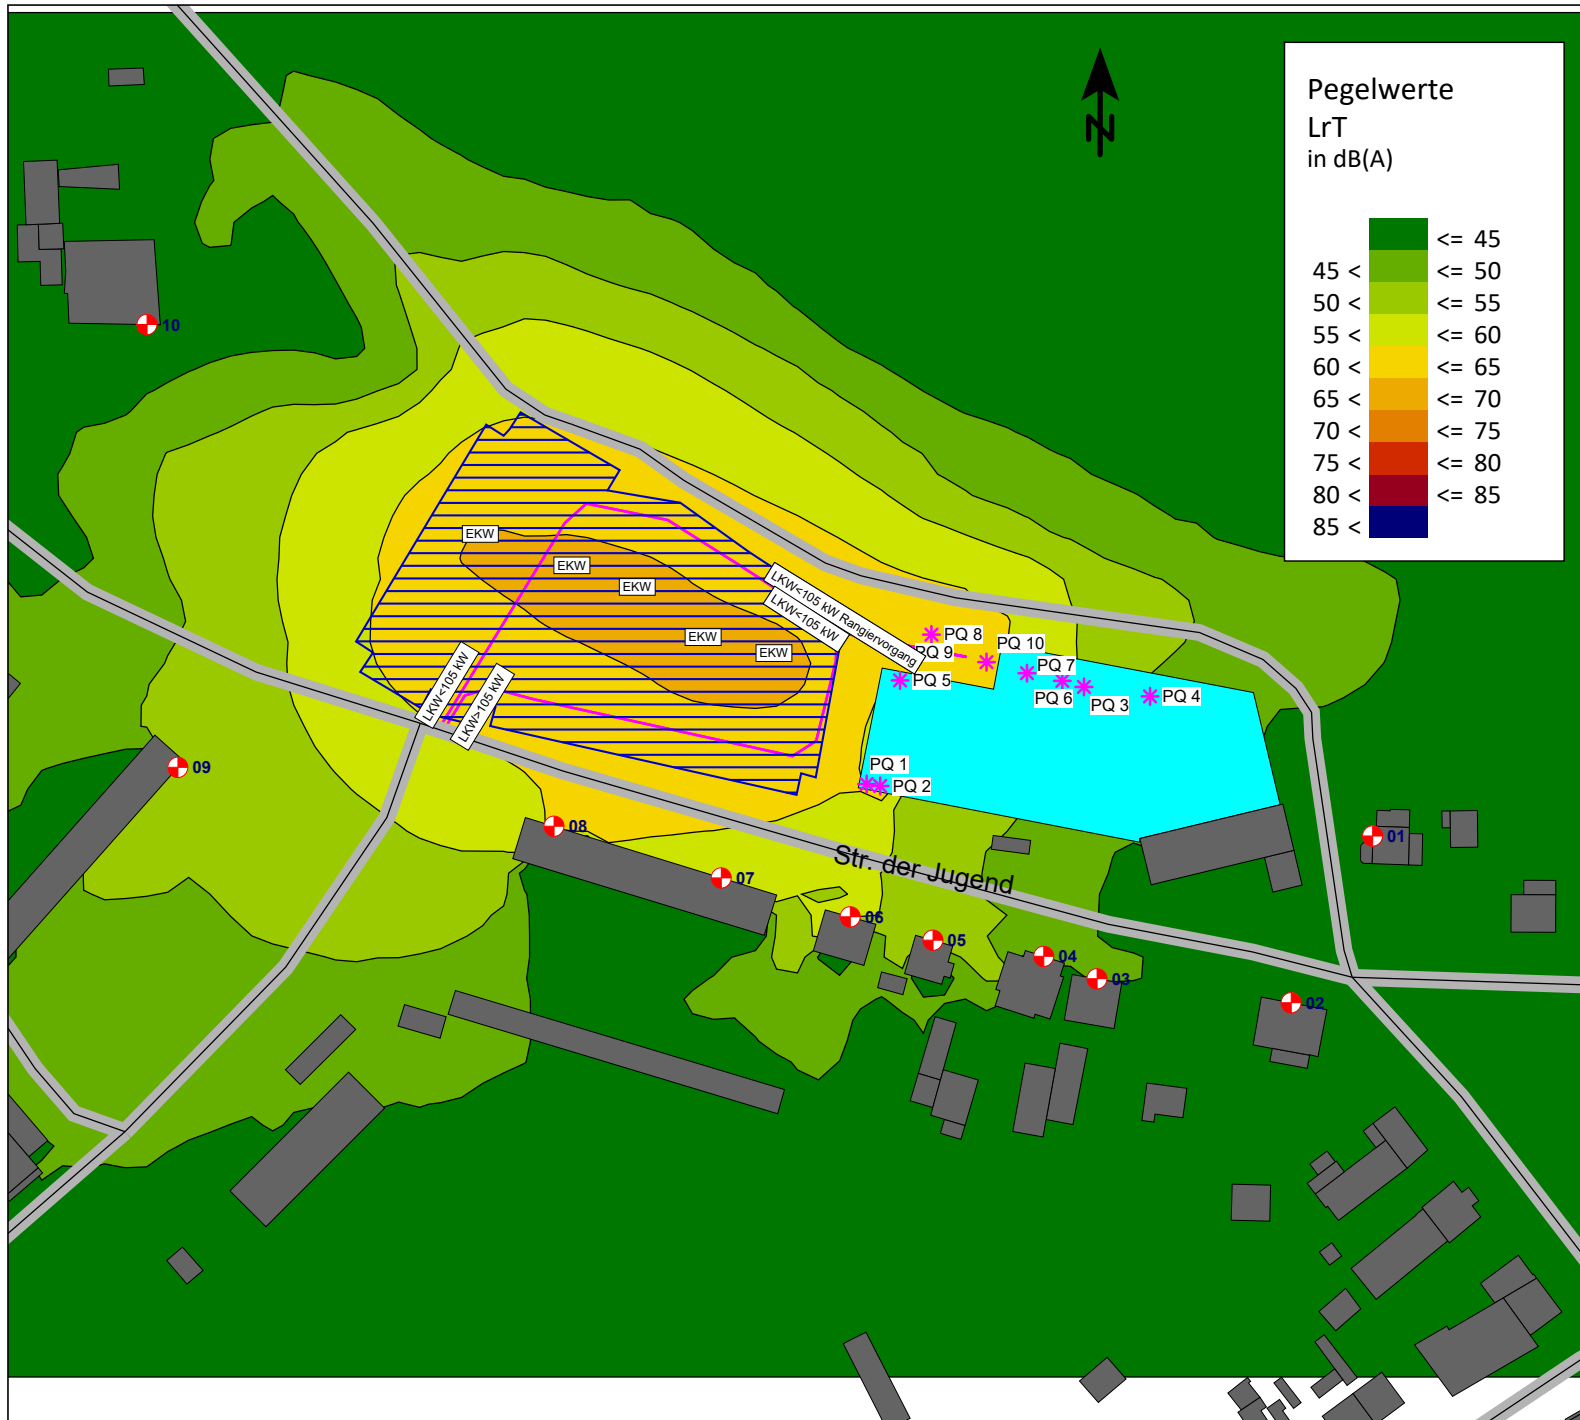 N
Pegelwerte
LrT
in dB(A)
<= 45
45 < <= 50
50 < <= 55
55 < <= 60
60 < <= 65
65 < <= 70
70 < <= 75
75 < <= 80
80 < <= 85
85 <
10
EKW
EKW
EKW
EKW
EKW
LKW<105 kW Rangiervorgang
LKW<105 kW
LKW<105 kW
LKW>105 kW
PQ 8
PQ 10
PQ 9
PQ 7
PQ 5
PQ 6
PQ 3
PQ 4
PQ 1
PQ 2
09
08
01
Str. der Jugend
07
06
05
04
03
02